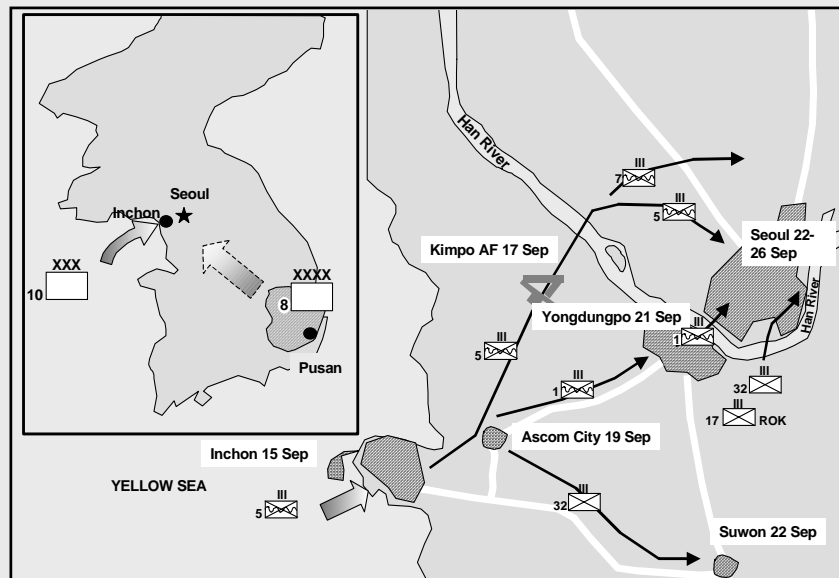 Seoul
Inchon
XXX
10
XXXX
8
Pusan
Han River
III
7
III
5
Kimpo AF 17 Sep
Seoul 22-
26 Sep
Yongdungpo 21 Sep
III
1
Han River
III
5
III
1
III
32
III
17
ROK
Inchon 15 Sep
Ascom City 19 Sep
YELLOW SEA
III
5
III
32
Suwon 22 Sep